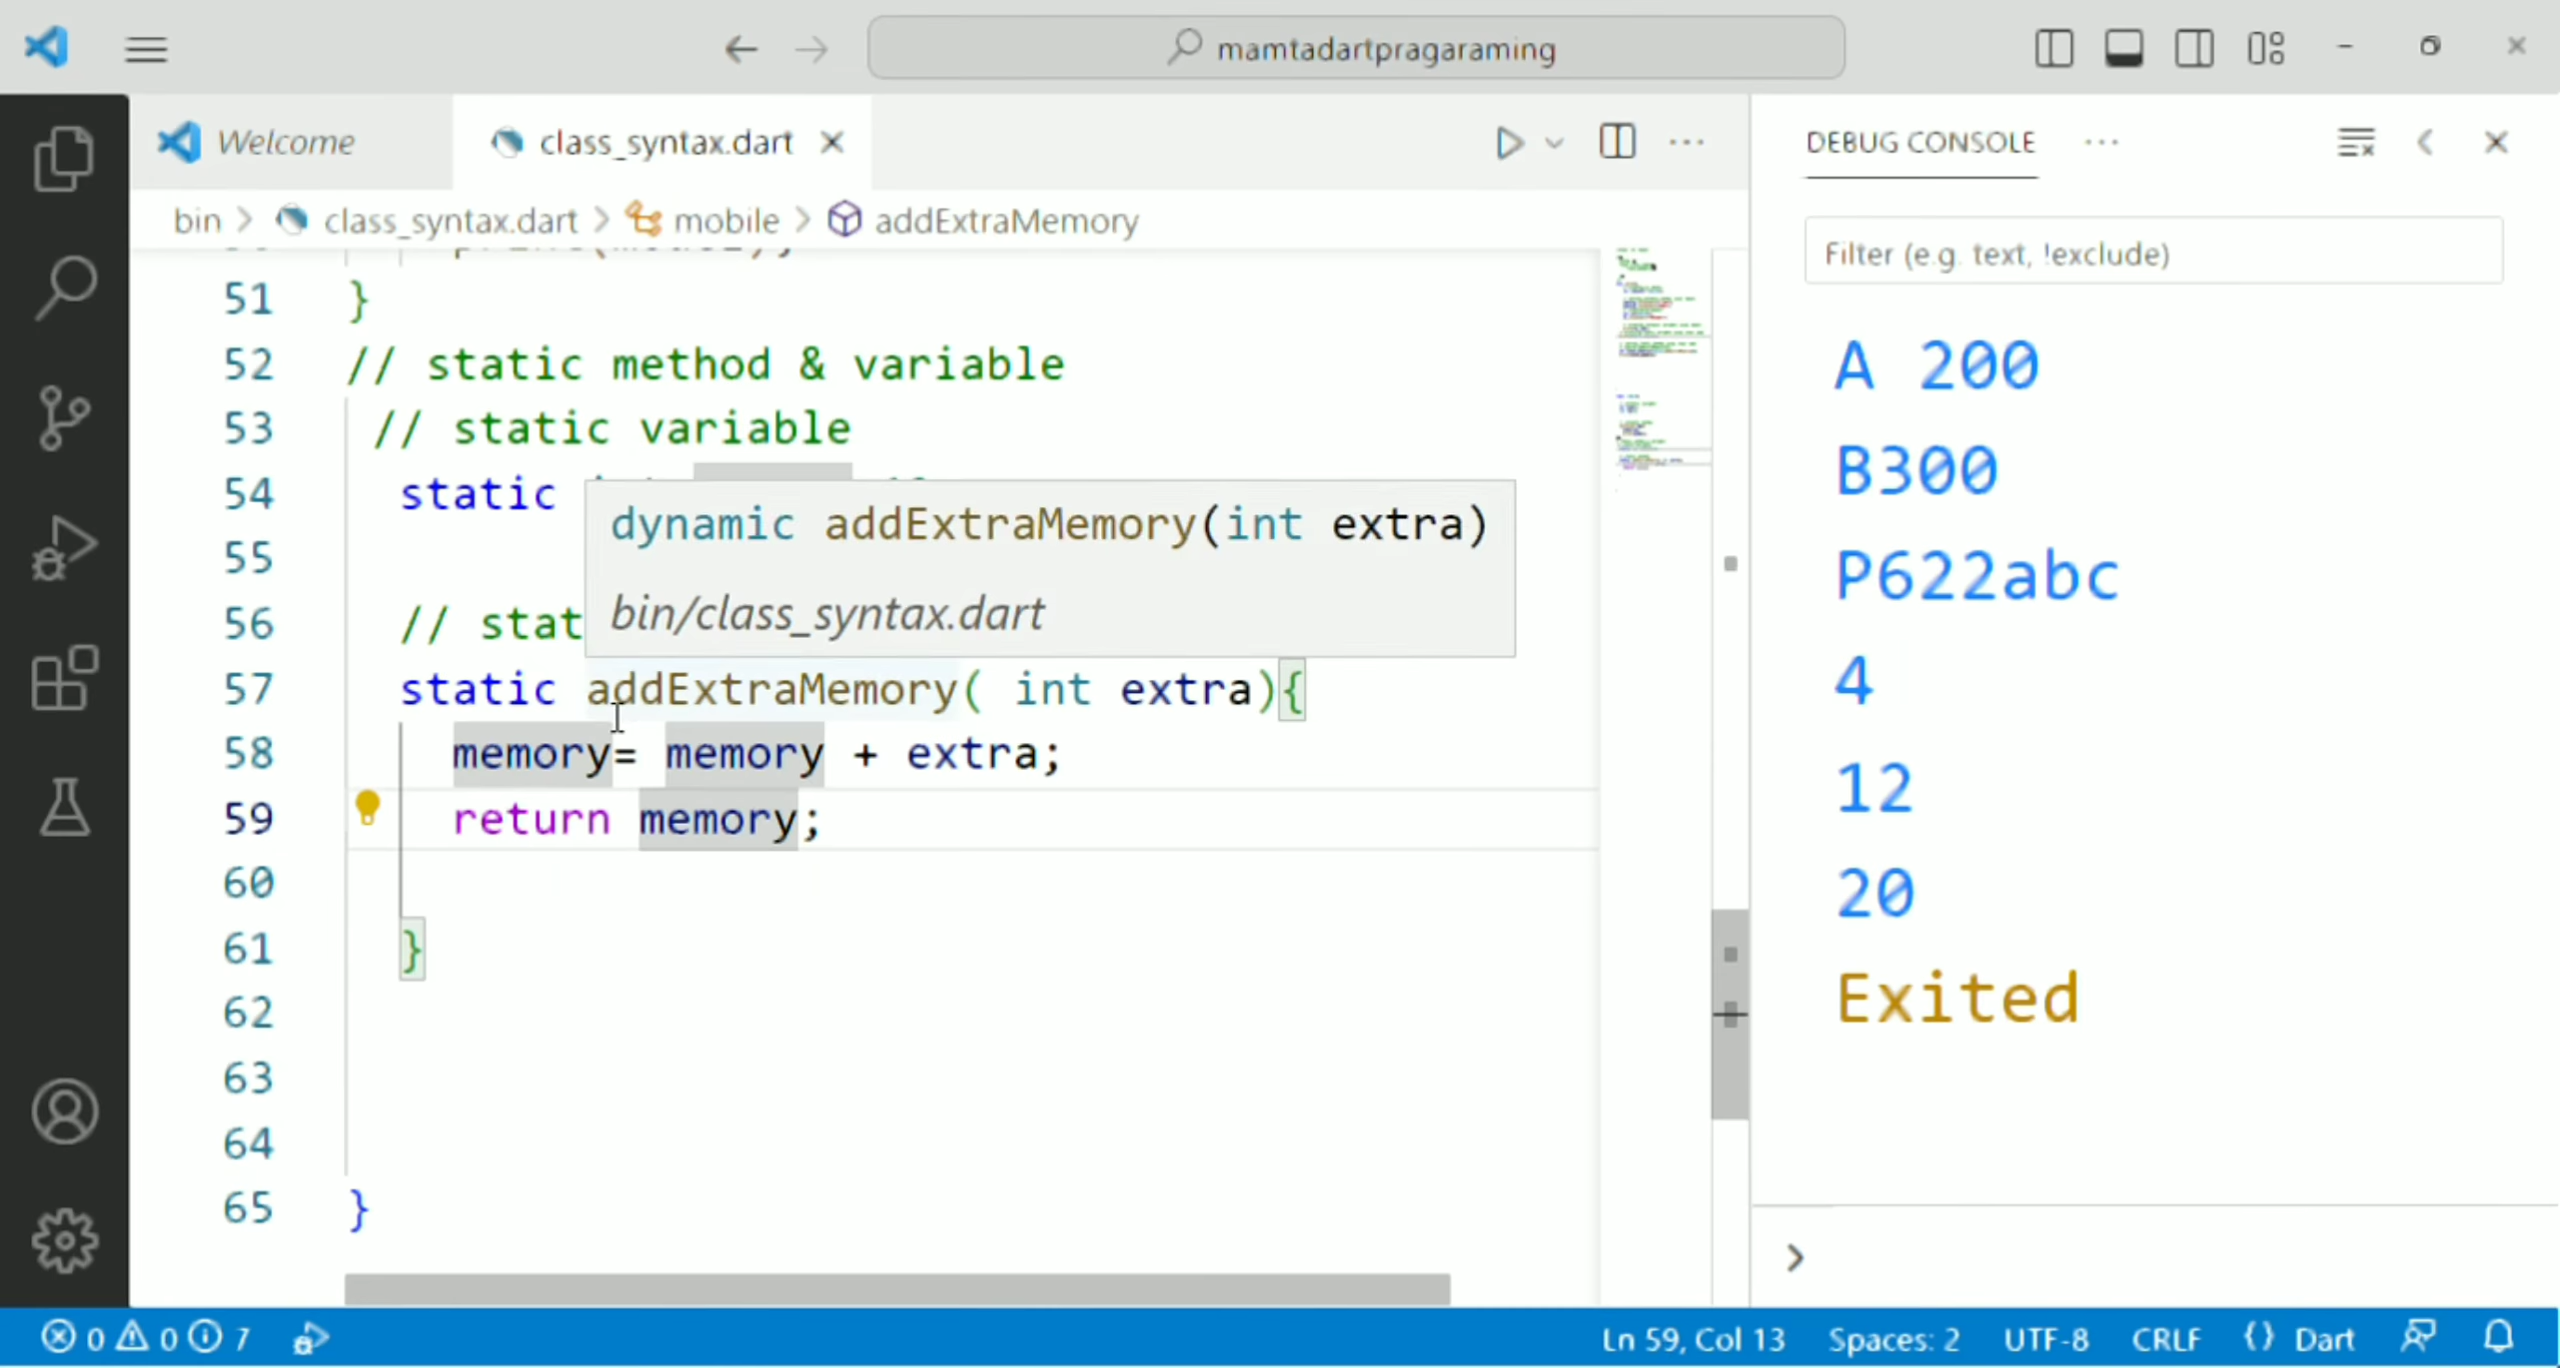 mamtadartpragaraming
Welcome
class_syntax.dart
DEBUG CONSOLE
bin > class_syntax.dart > mobile > addExtraMemory
Filter (e.g. text, !exclude)
51 }
52 // static method & variable
53 // static variable
54 static
dynamic addExtraMemory(int extra)
55
bin/class_syntax.dart
56 // stat
57 static addExtraMemory( int extra){
58 memory= memory + extra;
59 return memory;
60
61 }
62
63
64
65 }
A 200
B300
P622abc
4
12
20
Exited
0 0 7
Ln 59, Col 13 Spaces: 2 UTF-8 CRLF {} Dart